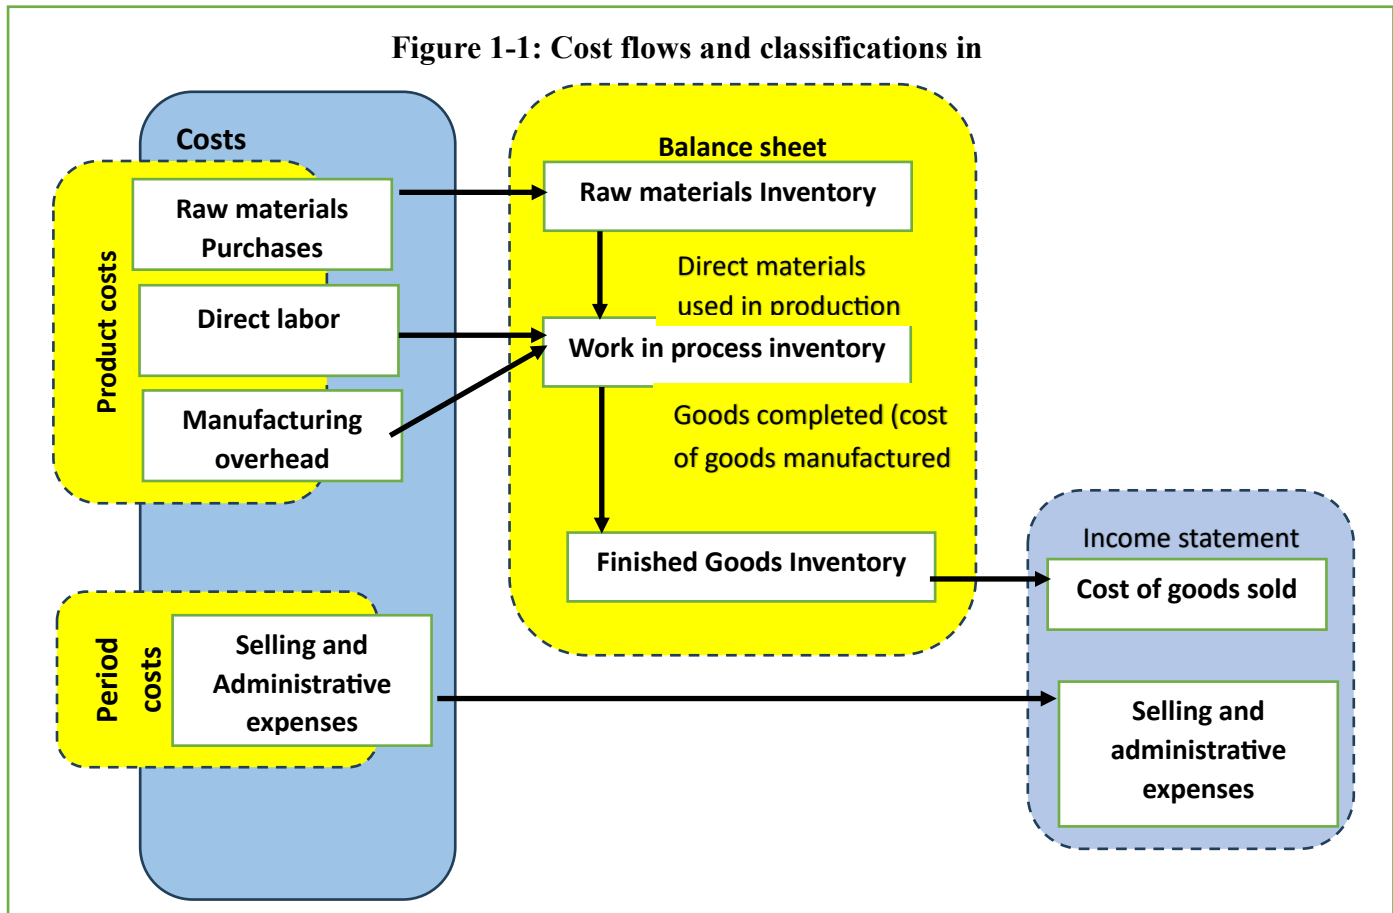 Figure 1-1: Cost flows and classifications in
Costs
Product costs
Raw materials
Purchases
Direct labor
Manufacturing
overhead
Period
costs
Selling and
Administrative
expenses
Balance sheet
Raw materials Inventory
Direct materials
used in production
Work in process inventory
Goods completed (cost
of goods manufactured
Finished Goods Inventory
Income statement
Cost of goods sold
Selling and
administrative
expenses